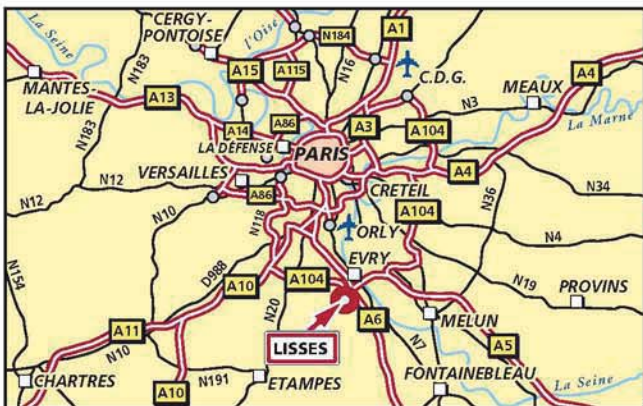 La Seine
CERGY-
PONTOISE
l'Oise
N184
A1
N183
A15
A115
N16
C.D.G.
MEAUX
A4
MANTES-
LA-JOLIE
A13
N3
A86
A3
A104
La Marne
N183
A14
LA DÉFENSE
PARIS
VERSAILLES
A4
N12
N12
A86
CRETEIL
N36
N34
N10
N118
A104
ORLY
N4
N154
D988
EVRY
A10
A104
N19
PROVINS
N20
A11
A6
MELUN
N10
LISSES
N7
A5
CHARTRES
N191
ETAMPES
A10
FONTAINEBLEAU
La Seine